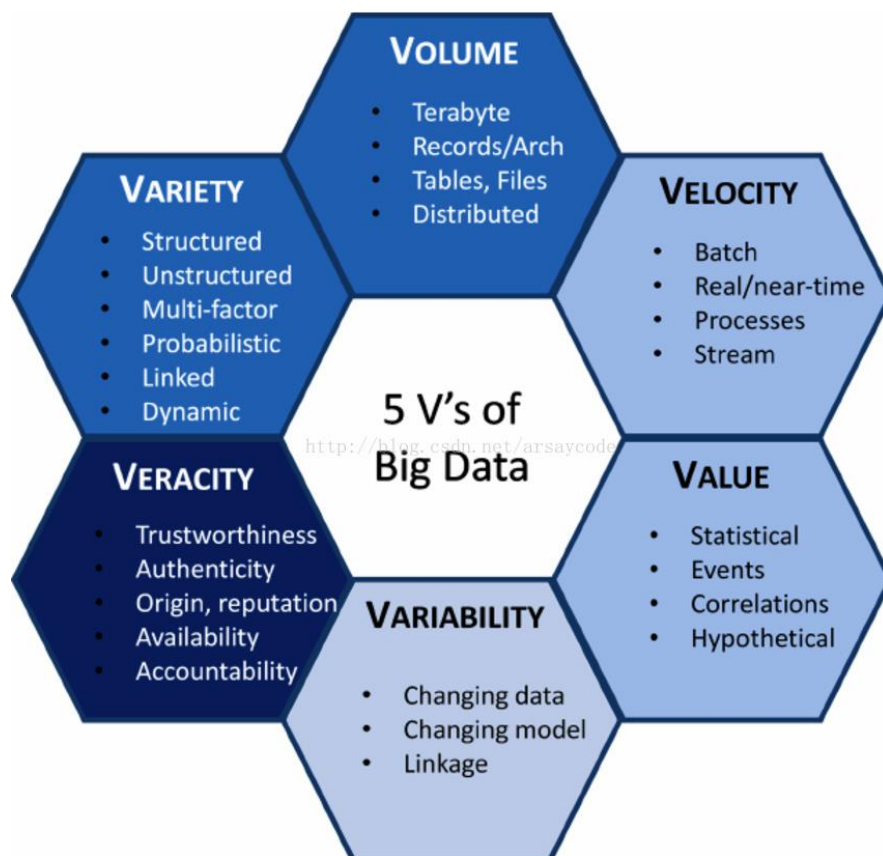 VOLUME
• Terabyte
• Records/Arch
• Tables, Files
• Distributed
VARIETY
• Structured
• Unstructured
• Multi-factor
• Probabilistic
• Linked
• Dynamic
VELOCITY
• Batch
• Real/near-time
• Processes
• Stream
5 V’s of
http://blog.csdn.net/arsaycode
Big Data
VERACITY
• Trustworthiness
• Authenticity
• Origin, reputation
• Availability
• Accountability
VALUE
• Statistical
• Events
• Correlations
• Hypothetical
VARIABILITY
• Changing data
• Changing model
• Linkage